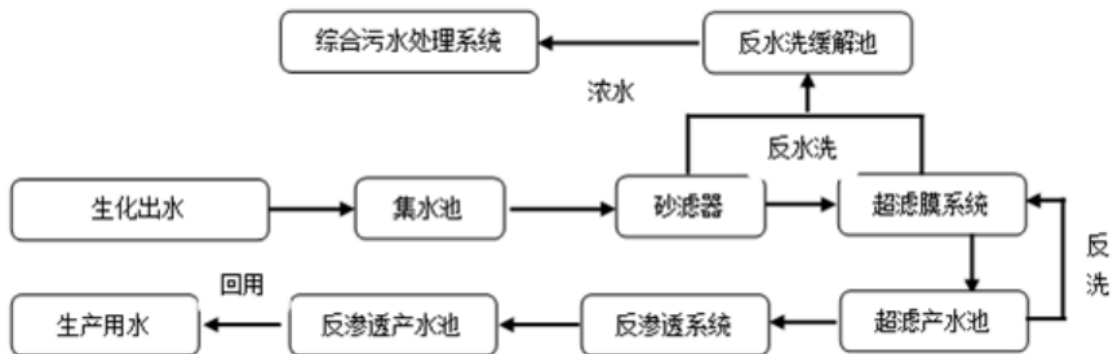 综合污水处理系统
反水洗缓解池
浓水
反水洗
生化出水
集水池
砂滤器
超滤膜系统
反
洗
回用
生产用水
反渗透产水池
反渗透系统
超滤产水池